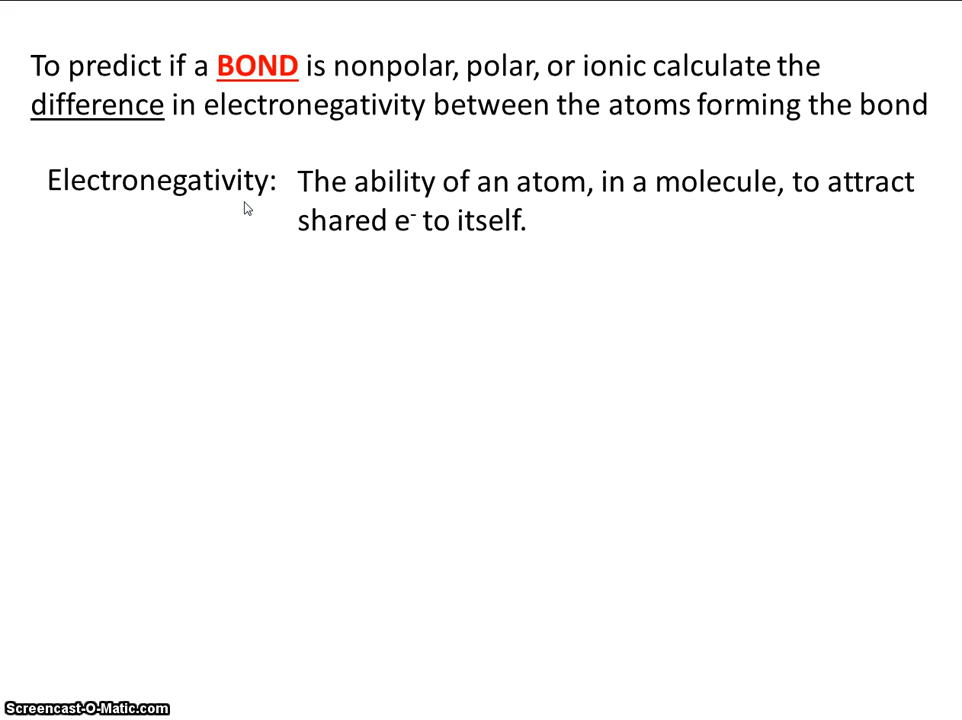 To predict if a BOND is nonpolar, polar, or ionic calculate the
difference in electronegativity between the atoms forming the bond
Electronegativity: The ability of an atom, in a molecule, to attract
shared e⁻ to itself.
Screencast-O-Matic.com